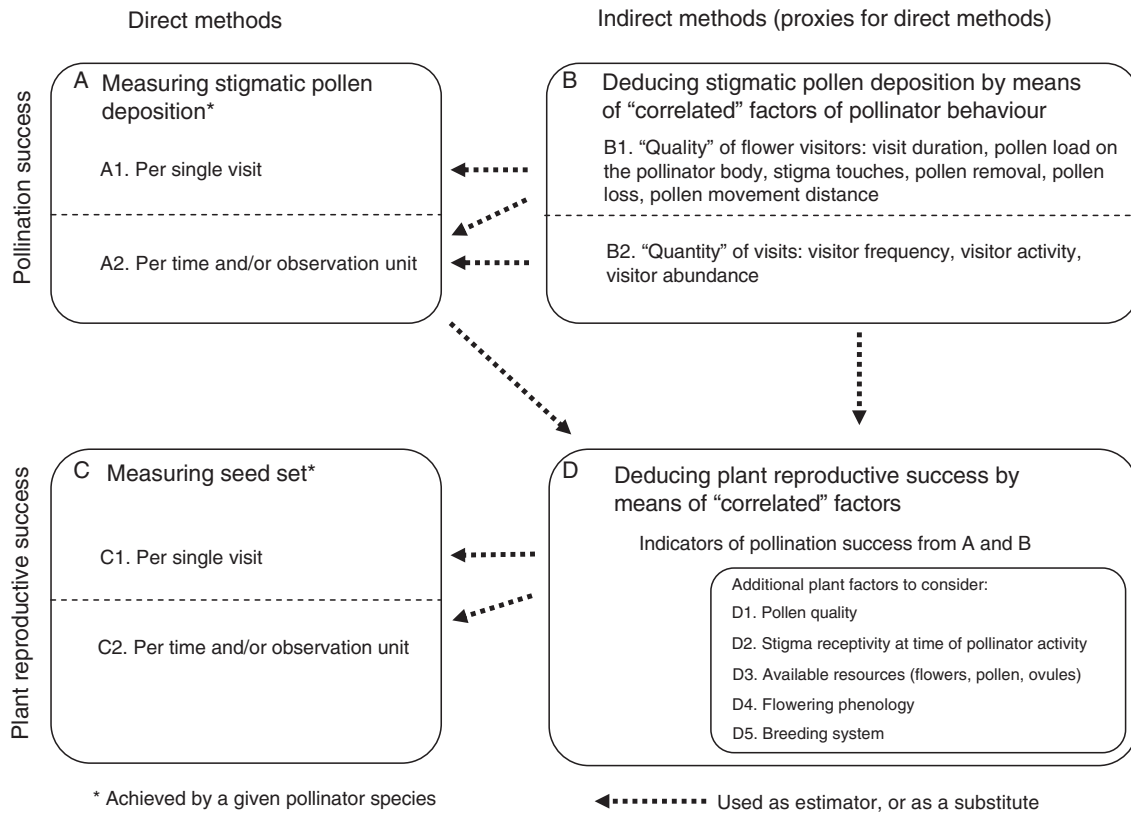 Direct methods
Indirect methods (proxies for direct methods)
Pollination success
A Measuring stigmatic pollen
deposition*
A1. Per single visit
A2. Per time and/or observation unit
B Deducing stigmatic pollen deposition by means
of “correlated” factors of pollinator behaviour
B1. “Quality” of flower visitors: visit duration, pollen load on
the pollinator body, stigma touches, pollen removal, pollen
loss, pollen movement distance
B2. “Quantity” of visits: visitor frequency, visitor activity,
visitor abundance
Plant reproductive success
C Measuring seed set*
C1. Per single visit
C2. Per time and/or observation unit
D Deducing plant reproductive success by
means of “correlated” factors
Indicators of pollination success from A and B
Additional plant factors to consider:
D1. Pollen quality
D2. Stigma receptivity at time of pollinator activity
D3. Available resources (flowers, pollen, ovules)
D4. Flowering phenology
D5. Breeding system
* Achieved by a given pollinator species
Used as estimator, or as a substitute